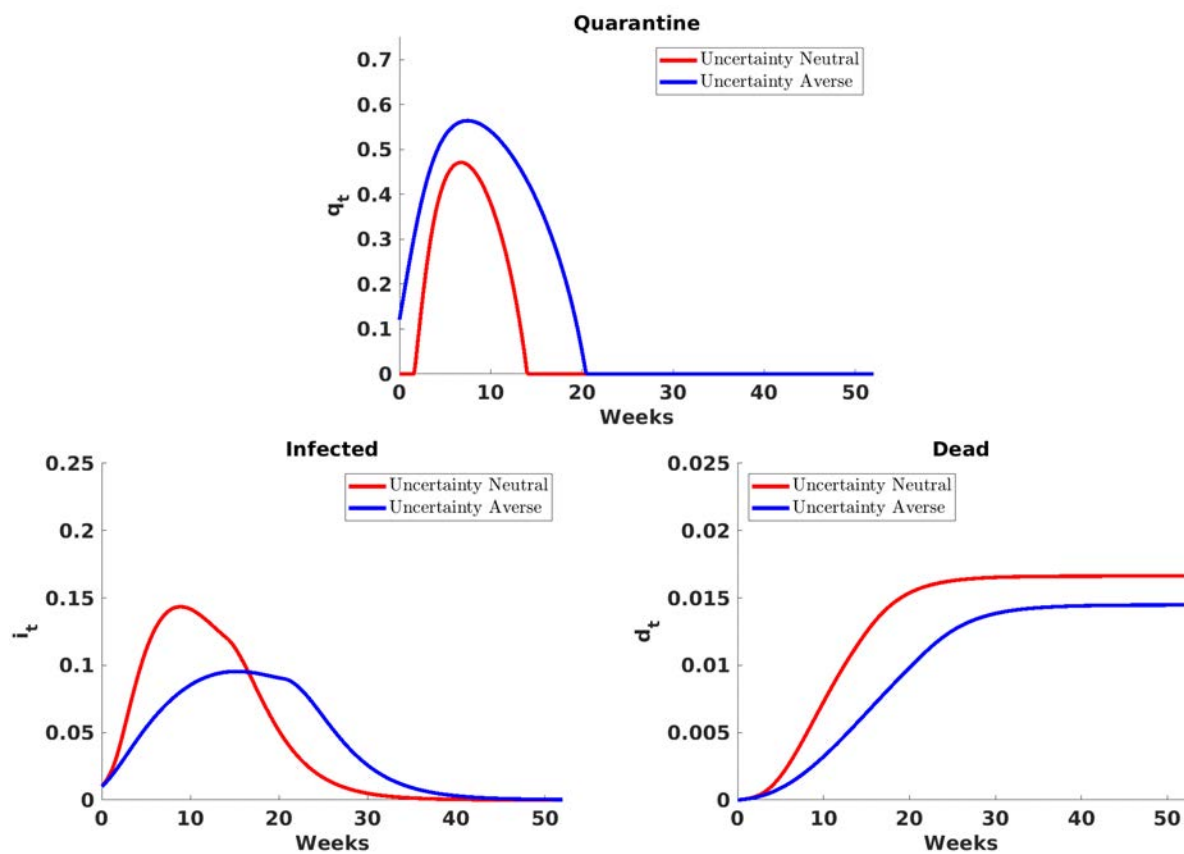 Quarantine
Uncertainty Neutral
Uncertainty Averse
0.7
0.6
0.5
0.4
0.3
0.2
0.1
0
q_t
0 10 20 30 40 50
Weeks
Infected
Uncertainty Neutral
Uncertainty Averse
0.25
0.2
0.15
0.1
0.05
0
i_t
0 10 20 30 40 50
Weeks
Dead
Uncertainty Neutral
Uncertainty Averse
0.025
0.02
0.015
0.01
0.005
0
d_t
0 10 20 30 40 50
Weeks